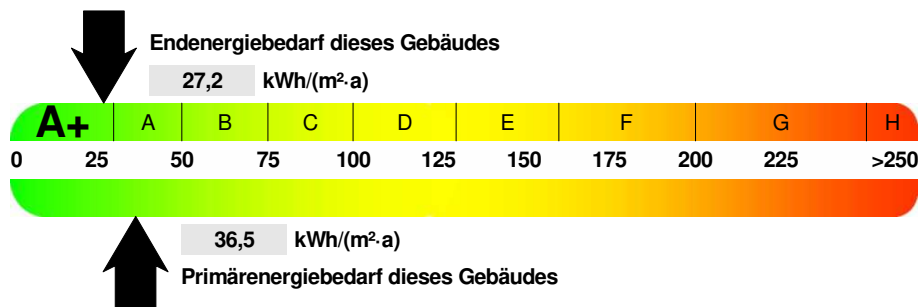 Endenergiebedarf dieses Gebäudes
27,2 kWh/(m²·a)
A+ A B C D E F G H
0 25 50 75 100 125 150 175 200 225 >250
36,5 kWh/(m²·a)
Primärenergiebedarf dieses Gebäudes